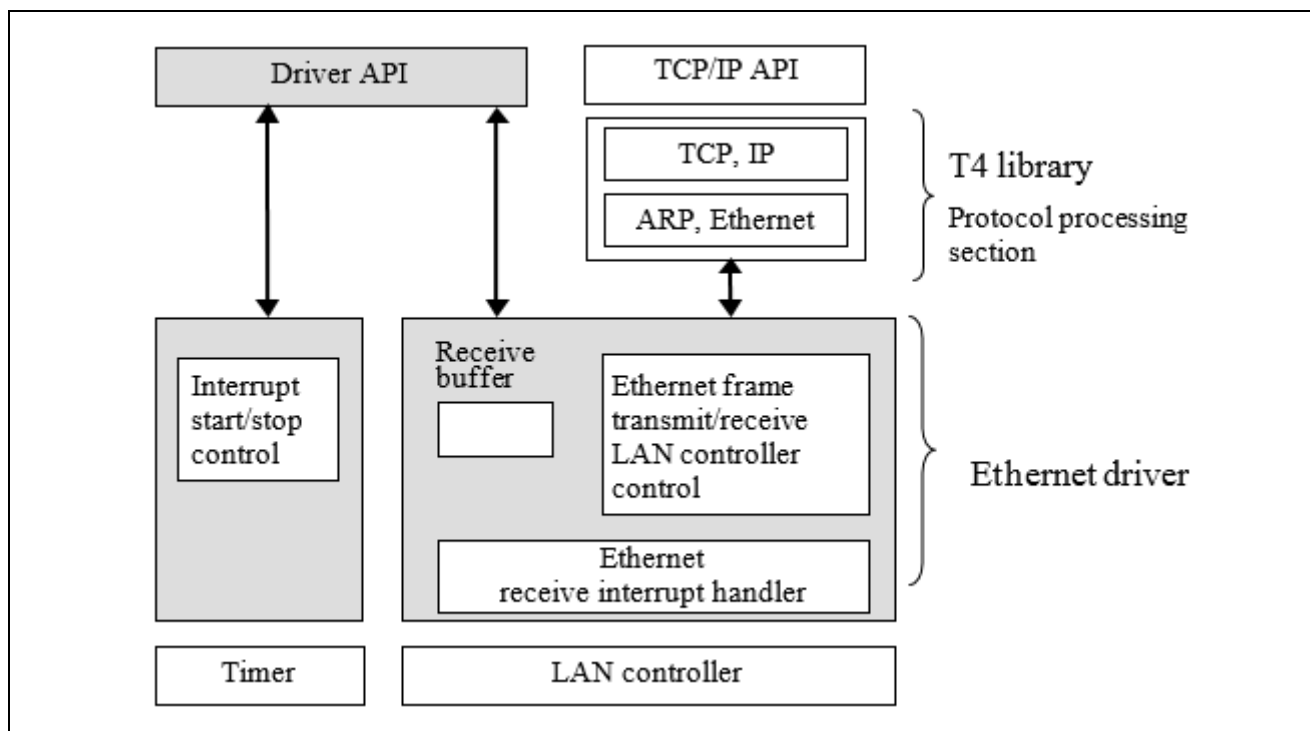 Driver API
TCP/IP API
TCP, IP
ARP, Ethernet
T4 library
Protocol processing
section
Interrupt
start/stop
control
Receive
buffer
Ethernet frame
transmit/receive
LAN controller
control
Ethernet
receive interrupt handler
Ethernet driver
Timer
LAN controller